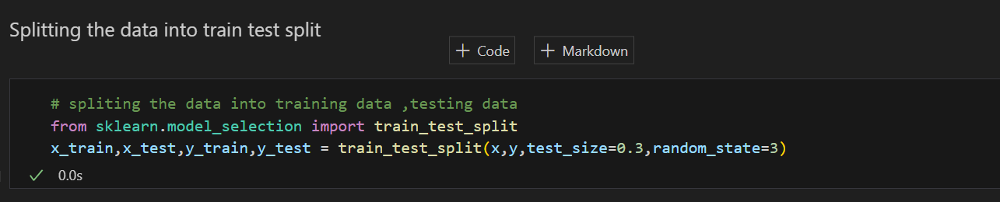 Splitting the data into train test split
+ Code + Markdown
# spliting the data into training data ,testing data
from sklearn.model_selection import train_test_split
x_train,x_test,y_train,y_test = train_test_split(x,y,test_size=0.3,random_state=3)
0.0s